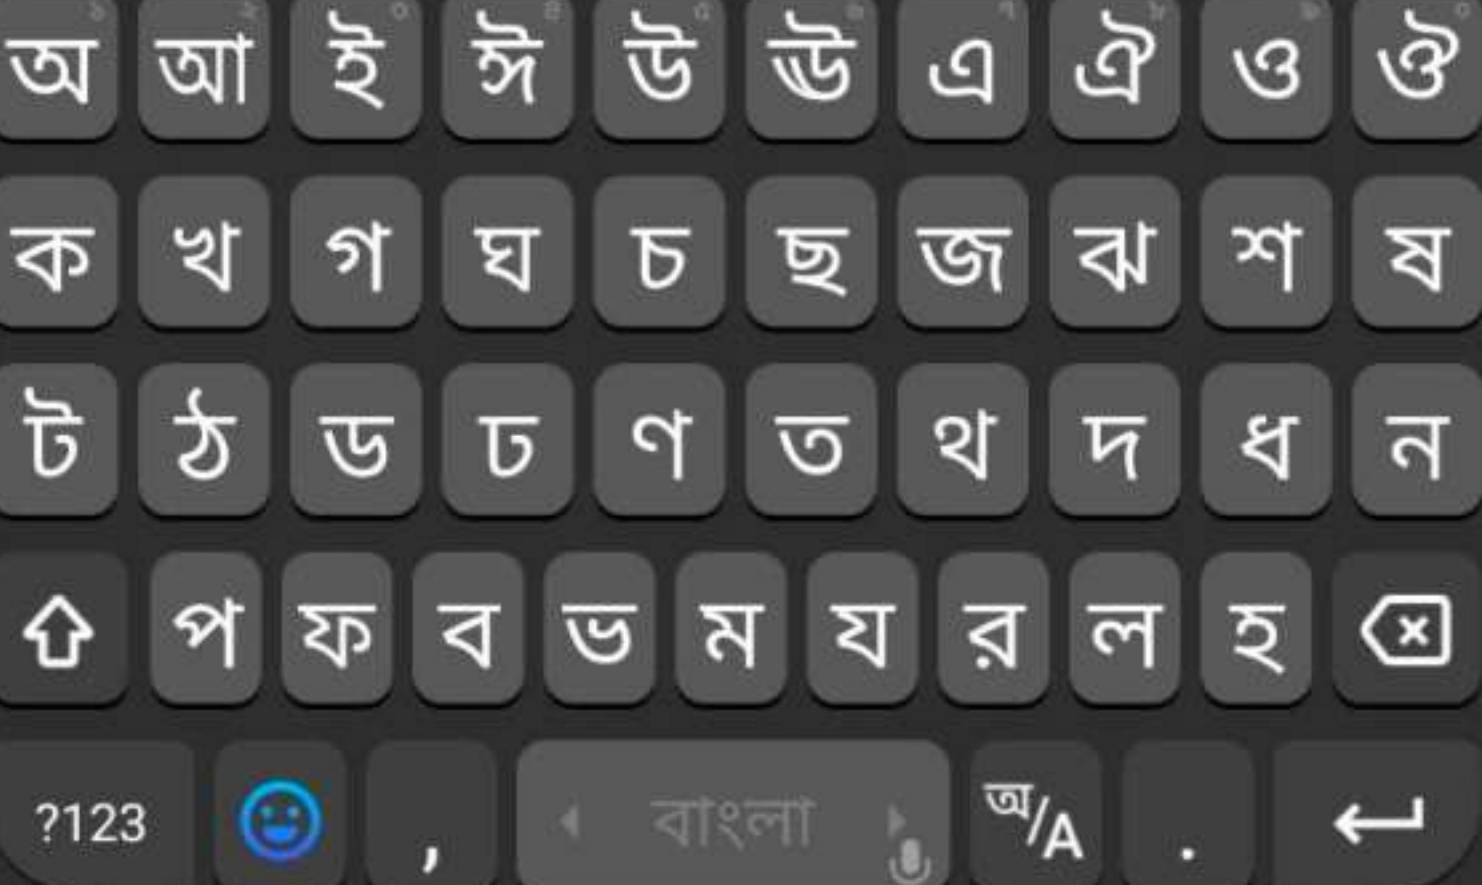 অ আ ই ঈ উ ঊ এ ঐ ও ঔ
ক খ গ ঘ চ ছ জ ঝ শ ষ
ট ঠ ড ঢ ণ ত থ দ ধ ন
প ফ ব ভ ম য র ল হ
?123 , বাংলা অ/A .